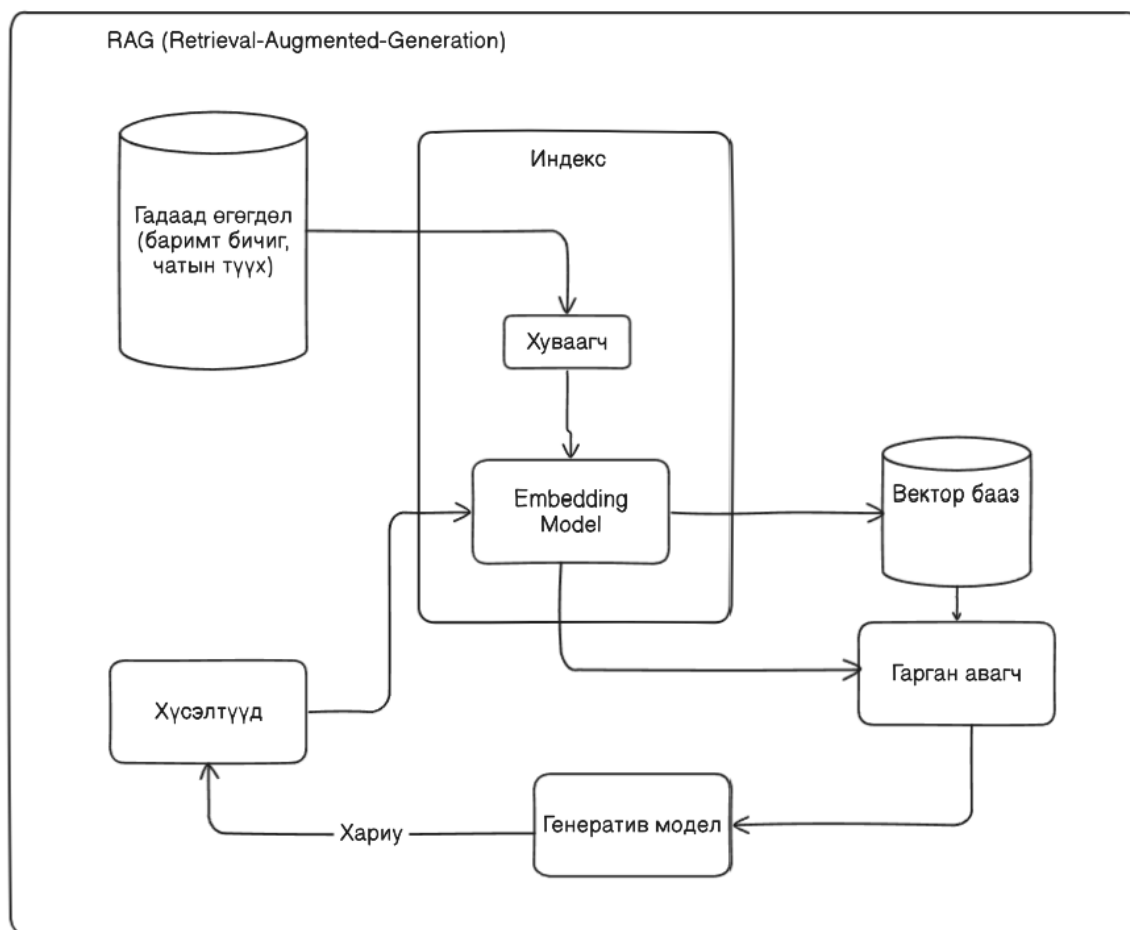 RAG (Retrieval-Augmented-Generation)
Индекс
Гадаад өгөгдөл
(баримт бичиг,
чатын түүх)
Хуваагч
Embedding
Model
Вектор бааз
Гарган авагч
Хүсэлтүүд
Генератив модел
Хариу